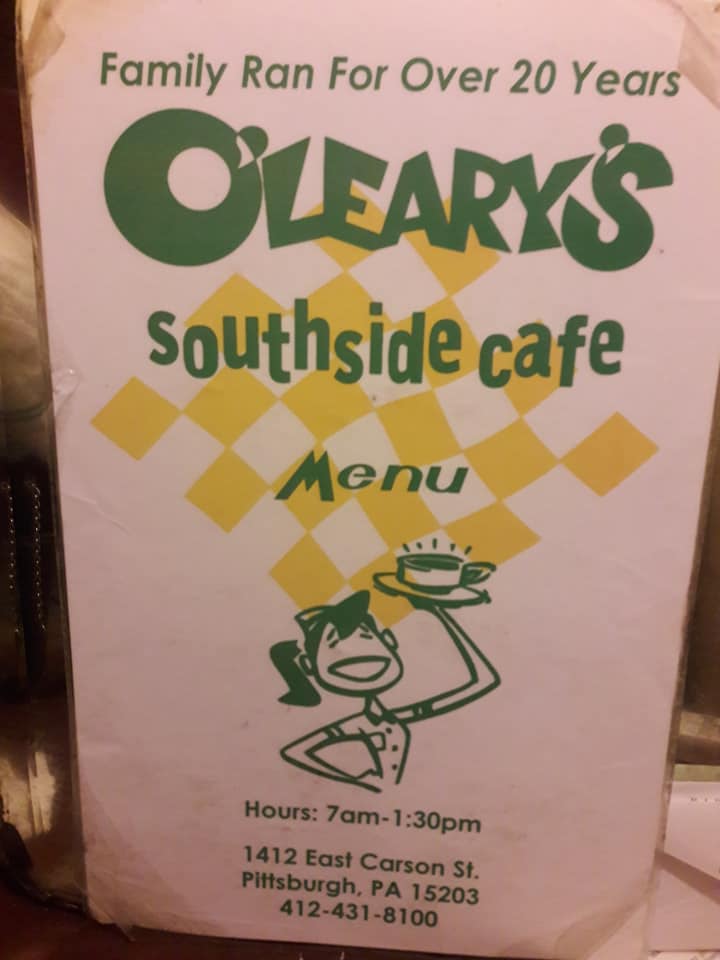 Family Ran For Over 20 Years
O'LEARY'S
southside cafe
Menu
Hours: 7am-1:30pm
1412 East Carson St.
Pittsburgh, PA 15203
412-431-8100